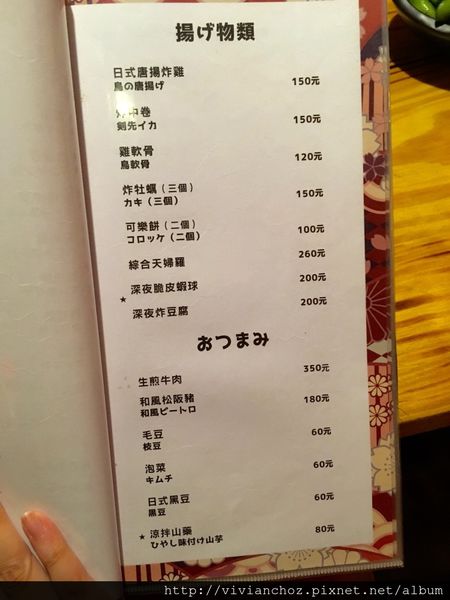 揚げ物類
日式唐揚炸雞 150元
鳥の唐揚げ
中卷 150元
剣先イカ
雞軟骨 120元
鳥軟骨
炸牡蠣（三個） 150元
カキ（三個）
可樂餅（二個） 100元
コロッケ（二個）
綜合天婦羅 260元
深夜脆皮蝦球 200元
★ 深夜炸豆腐 200元
おつまみ
生煎牛肉 350元
和風松阪豬 180元
和風ピートロ
毛豆 60元
枝豆
泡菜 60元
キムチ
日式黑豆 60元
黒豆
★ 涼拌山藥 80元
ひやし味付け山芋
http://vivianchoz.pixnet.net/album